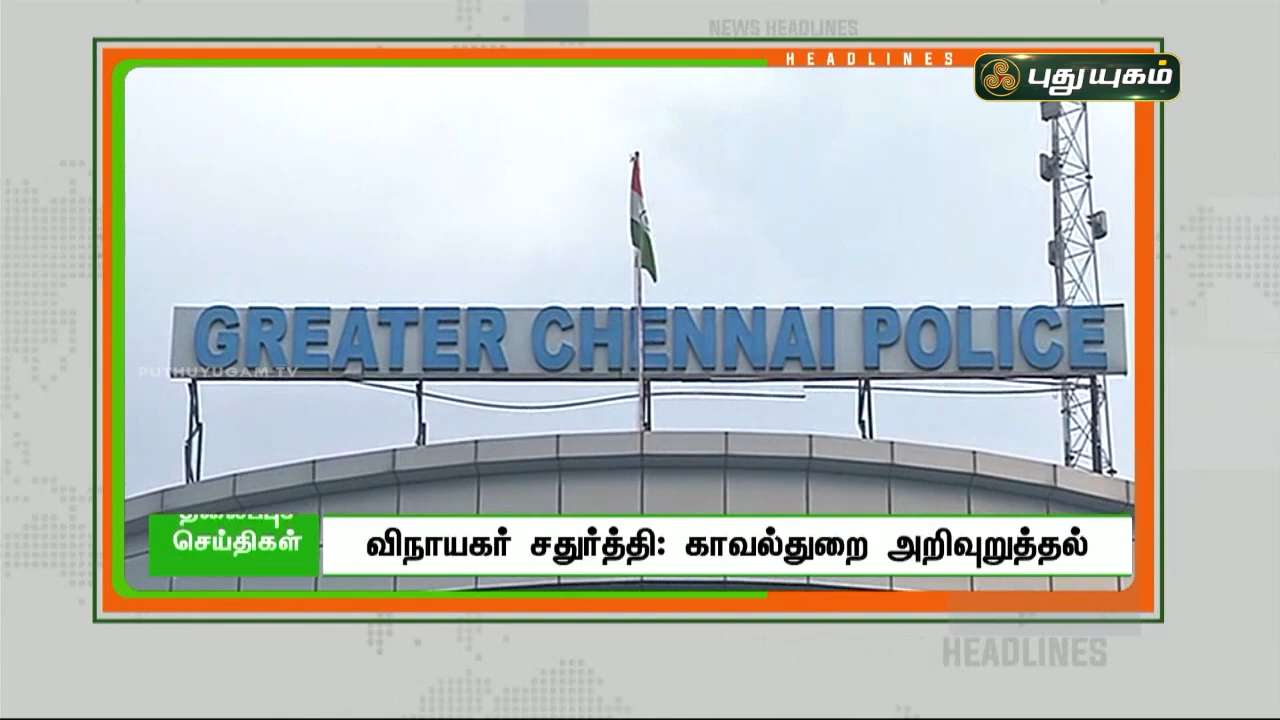 NEWS HEADLINES
HEADLINES
புதுயுகம்
GREATER CHENNAI POLICE
PUTHUYUGAM TV
செய்திகள்
விநாயகர் சதுர்த்தி: காவல்துறை அறிவுறுத்தல்
HEADLINES